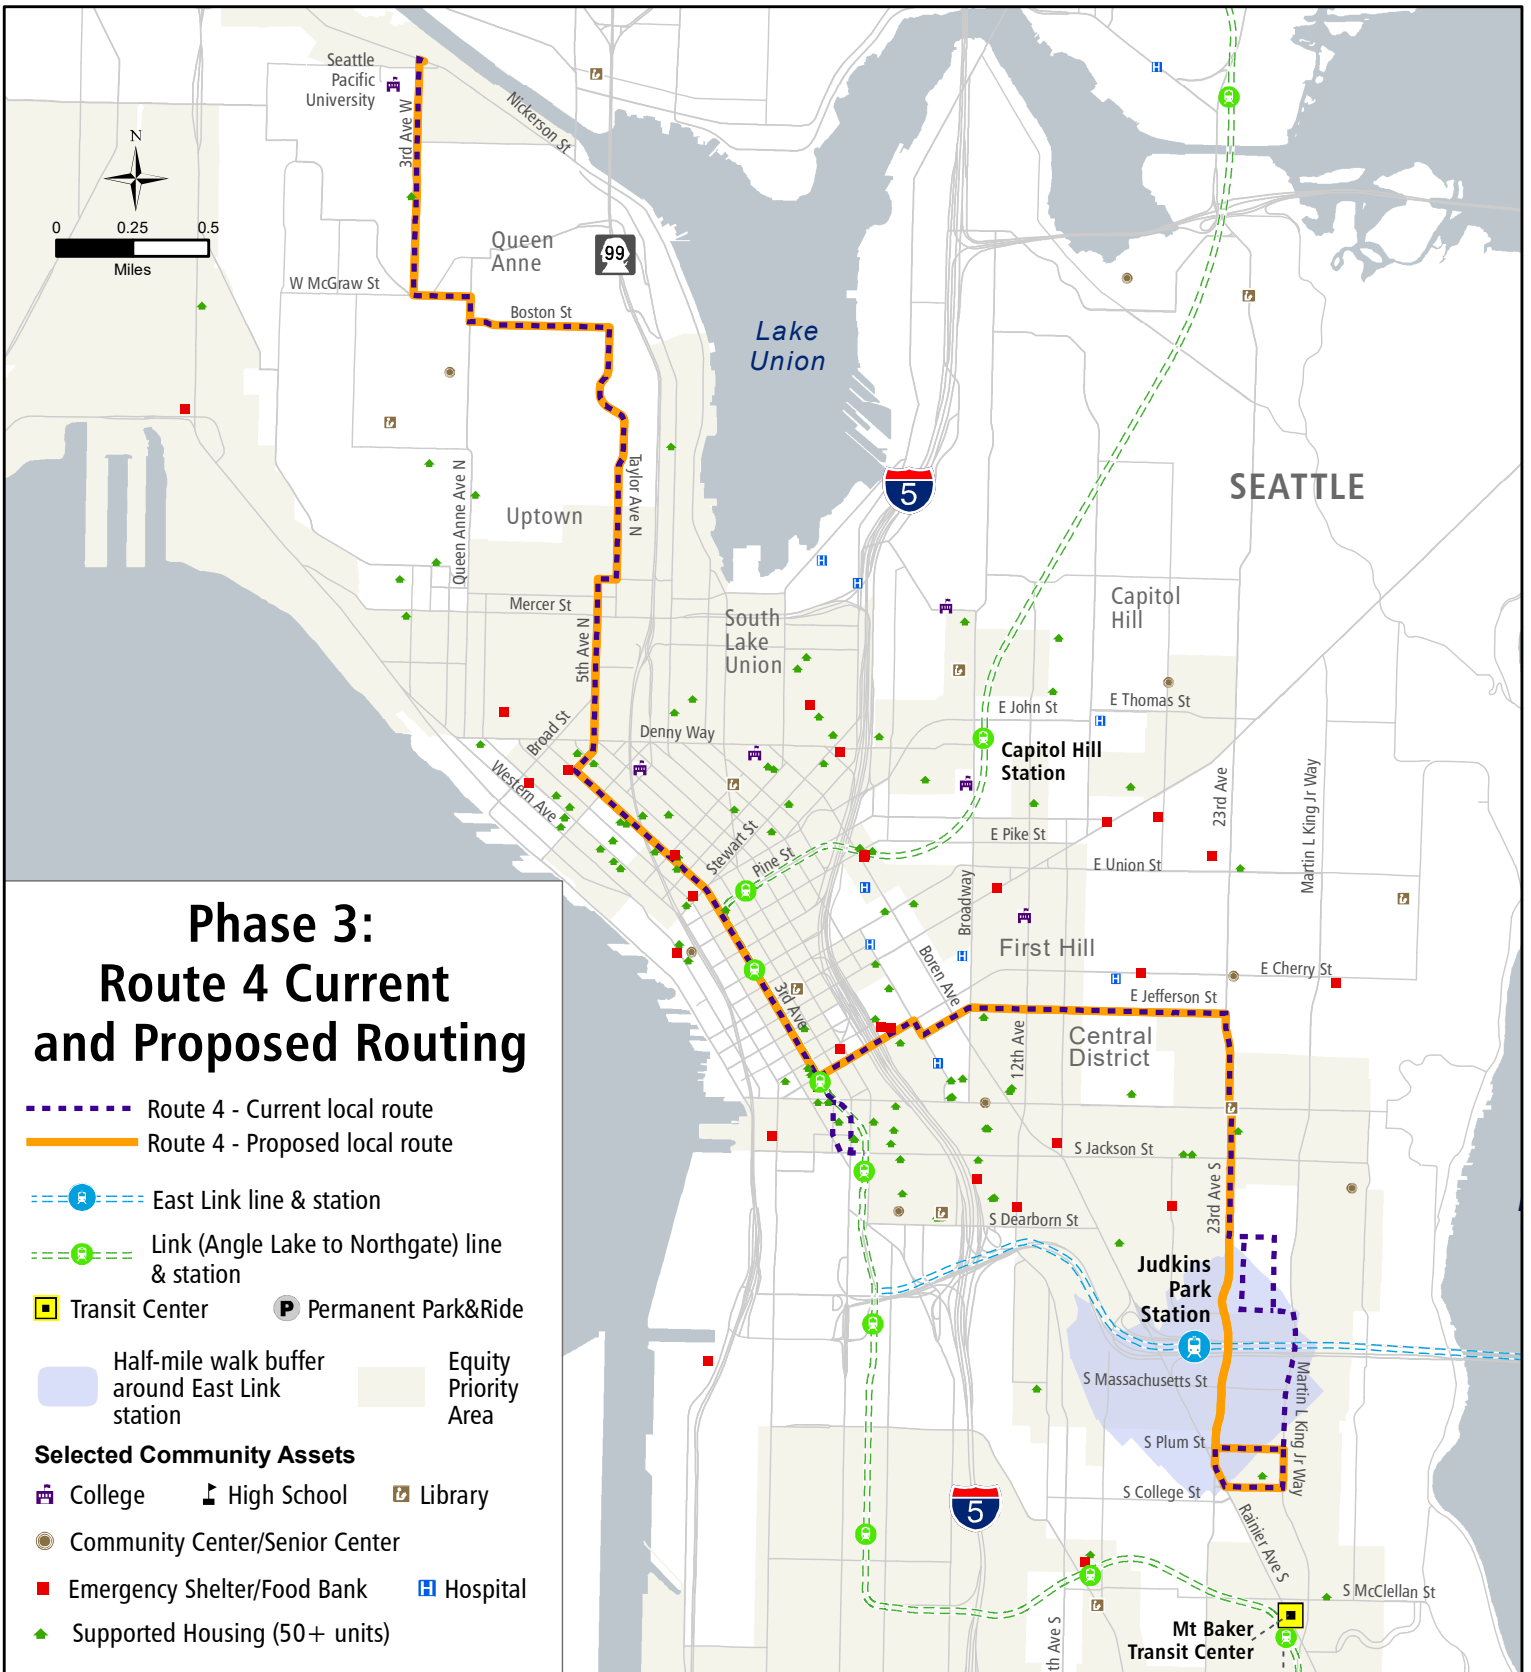 Seattle
Pacific
University
3rd Ave W
Nickerson St
N
0 0.25 0.5
Miles
Queen
Anne
99
W McGraw St
Boston St
Lake
Union
5
SEATTLE
Taylor Ave N
Queen Anne Ave N
Uptown
Mercer St
5th Ave N
South
Lake
Union
Capitol
Hill
E John St
E Thomas St
Broad St
Denny Way
Western Ave
Capitol Hill
Station
23rd Ave
Martin L King Jr Way
Stewart St
Pine St
E Pike St
E Union St
Broadway
First Hill
Boren Ave
3rd Ave
E Cherry St
E Jefferson St
12th Ave
Central
District
S Jackson St
23rd Ave S
S Dearborn St
Judkins
Park
Station
S Massachusetts St
Martin L King Jr Way
S Plum St
S College St
5
Rainier Ave S
S McClellan St
Mt Baker
Transit Center
th Ave S
Phase 3:
Route 4 Current
and Proposed Routing
Route 4 - Current local route
Route 4 - Proposed local route
East Link line & station
Link (Angle Lake to Northgate) line
& station
Transit Center
P Permanent Park&Ride
Half-mile walk buffer
around East Link
station
Equity
Priority
Area
Selected Community Assets
College
High School
Library
Community Center/Senior Center
Emergency Shelter/Food Bank
H Hospital
Supported Housing (50+ units)